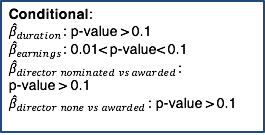 Conditional:
β̂duration: p-value > 0.1
β̂earnings: 0.01< p-value< 0.1
β̂director nominated vs awarded:
p-value > 0.1
β̂director none vs awarded: p-value > 0.1